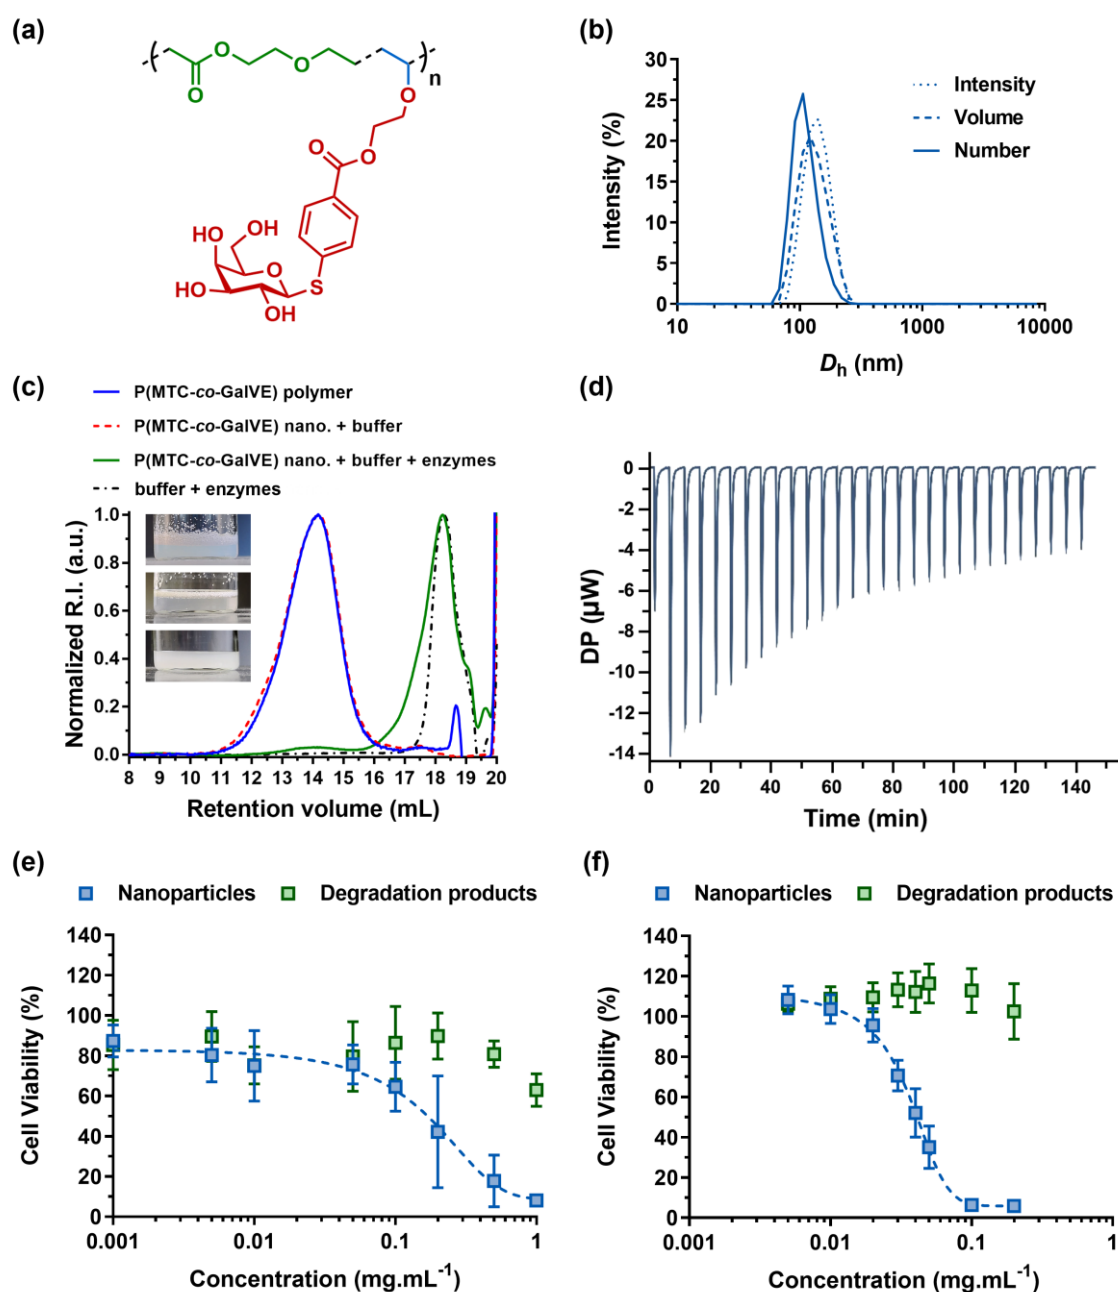 (a)
O
O
O
O
n
O
O
OH
HO
O
HO
S
OH
(b)
Intensity
Volume
Number
Intensity (%)
30
25
20
15
10
5
0
10
100
1000
10000
Dh (nm)
(c)
P(MTC-co-GalVE) polymer
P(MTC-co-GalVE) nano. + buffer
P(MTC-co-GalVE) nano. + buffer + enzymes
buffer + enzymes
Normalized R.I. (a.u.)
1.0
0.8
0.6
0.4
0.2
0.0
8 9 10 11 12 13 14 15 16 17 18 19 20
Retention volume (mL)
(d)
DP (µW)
0
-2
-4
-6
-8
-10
-12
-14
0 20 40 60 80 100 120 140
Time (min)
(e)
Nanoparticles Degradation products
Cell Viability (%)
140
120
100
80
60
40
20
0
0.001 0.01 0.1 1
Concentration (mg.mL⁻¹)
(f)
Nanoparticles Degradation products
Cell Viability (%)
140
120
100
80
60
40
20
0
0.001 0.01 0.1 1
Concentration (mg.mL⁻¹)